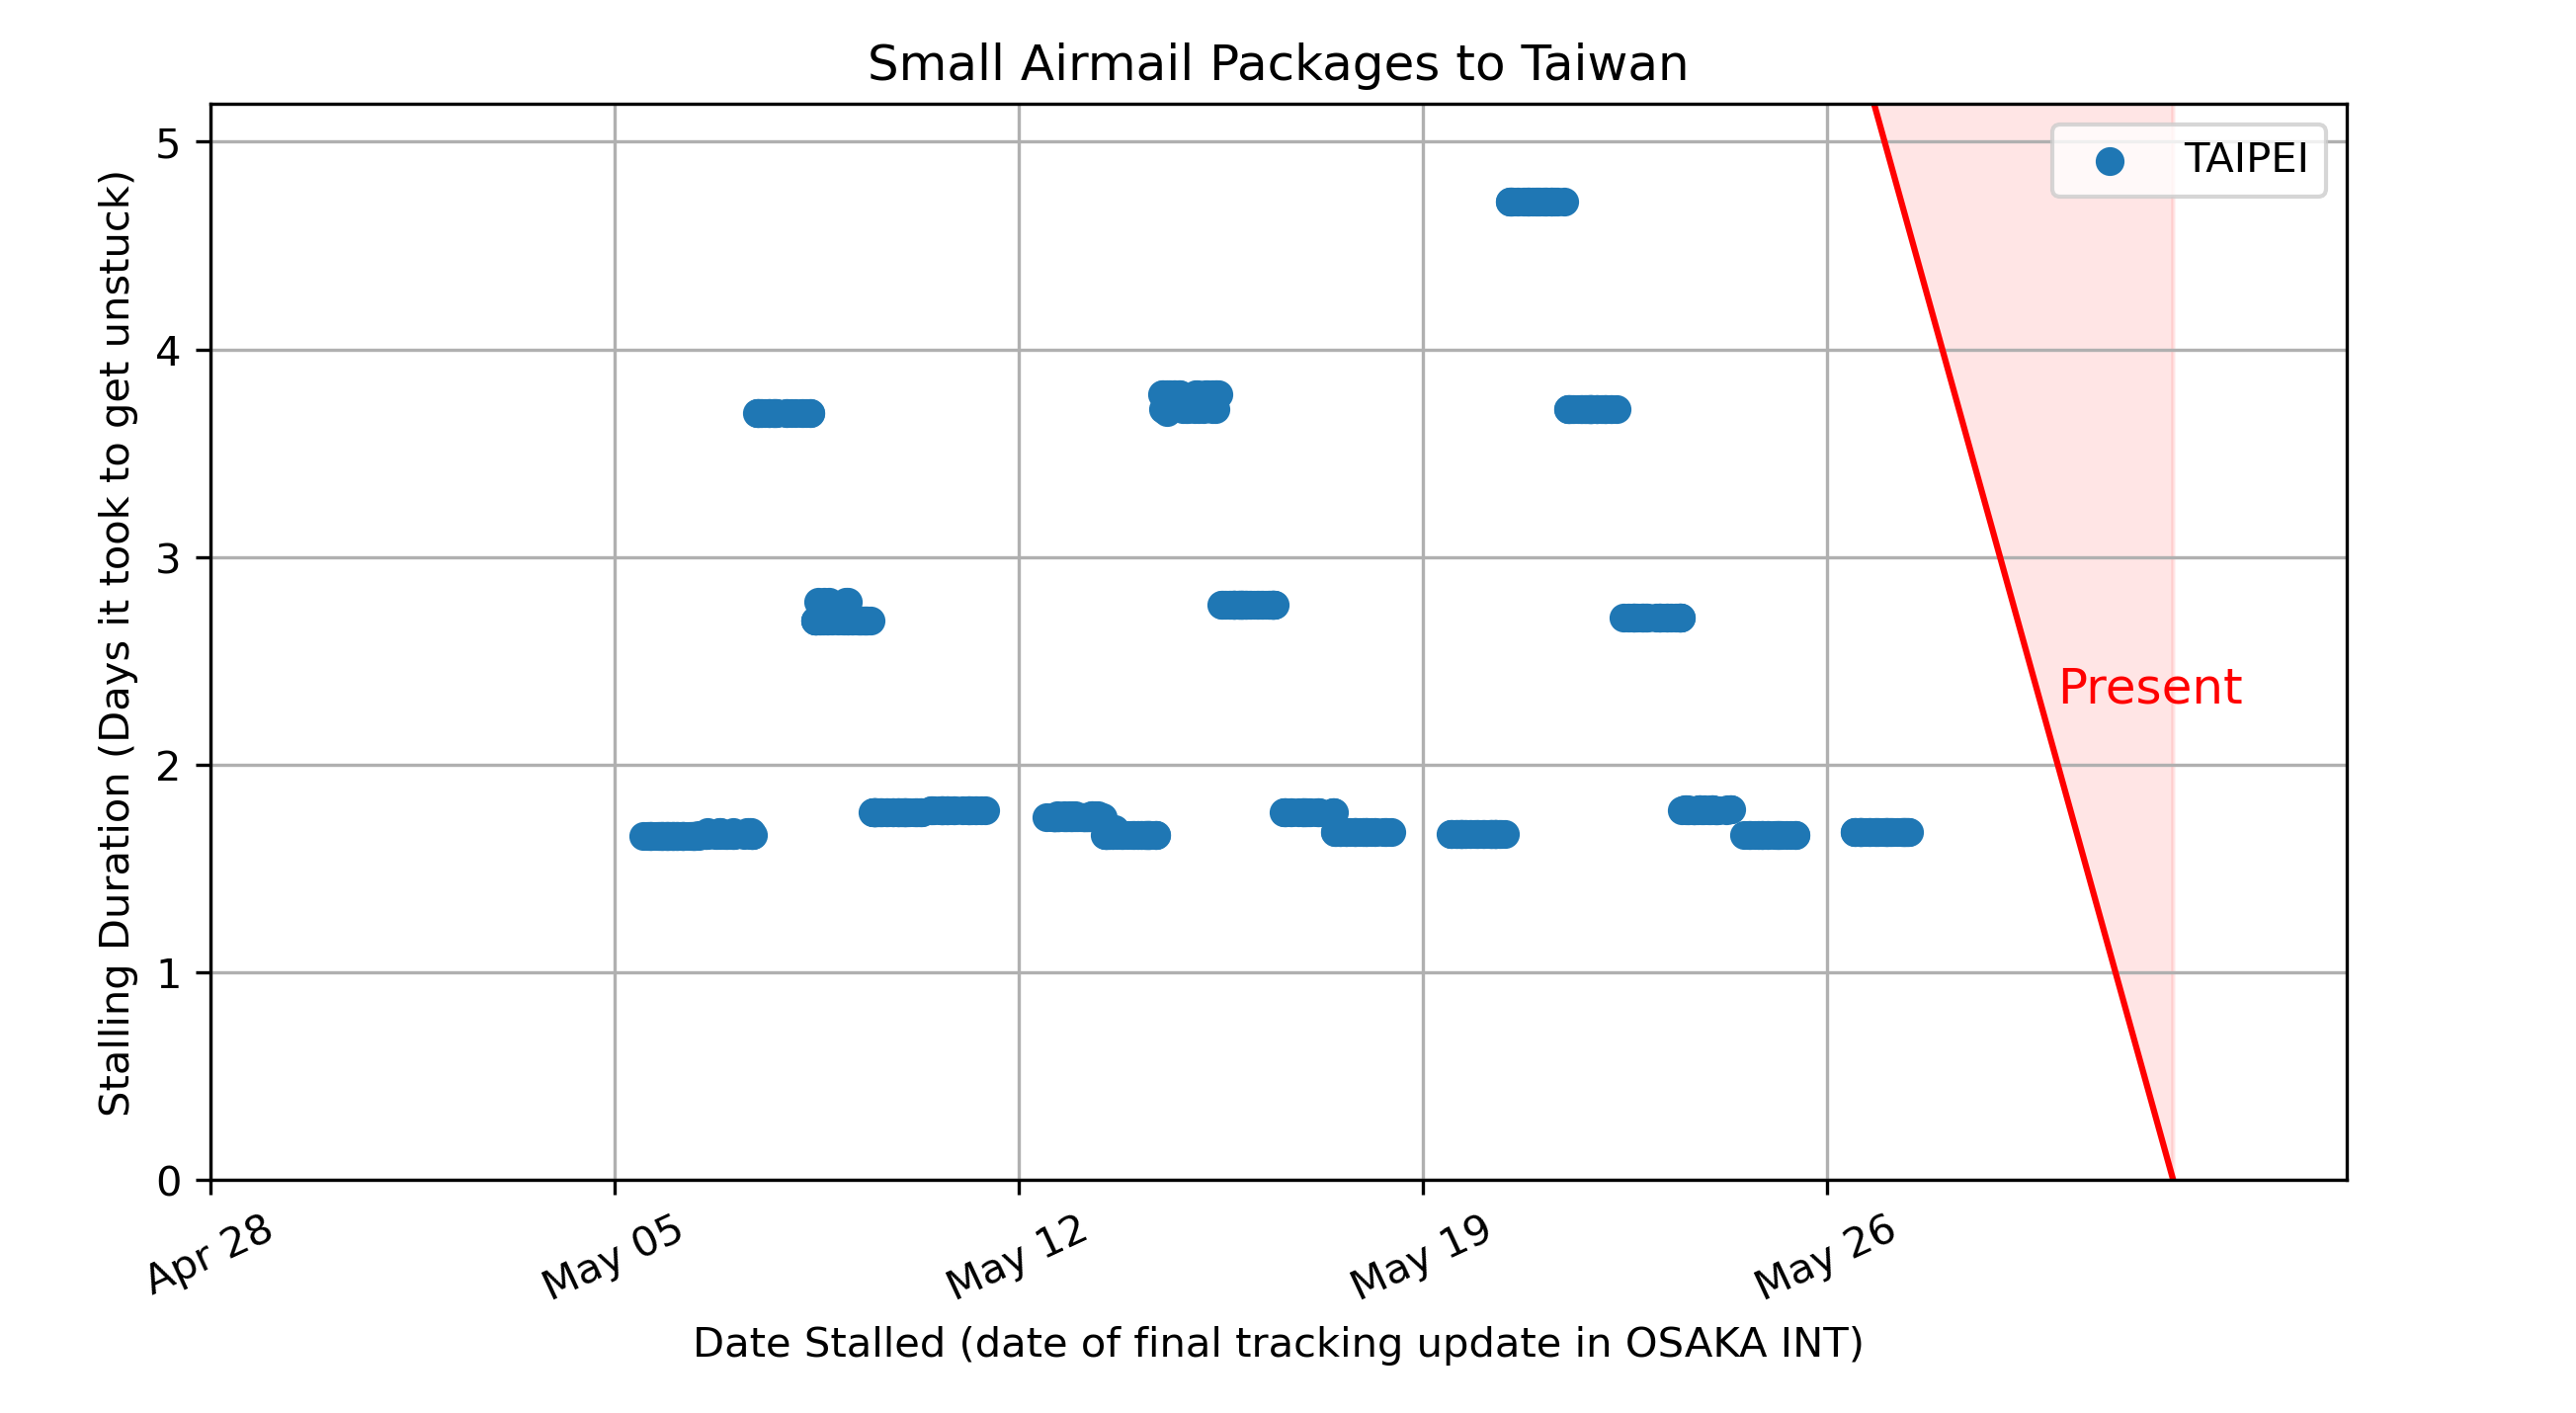 Small Airmail Packages to Taiwan
Stalling Duration (Days it took to get unstuck)
5
4
3
2
1
0
TAIPEI
Present
Apr 28
May 05
May 12
May 19
May 26
Date Stalled (date of final tracking update in OSAKA INT)